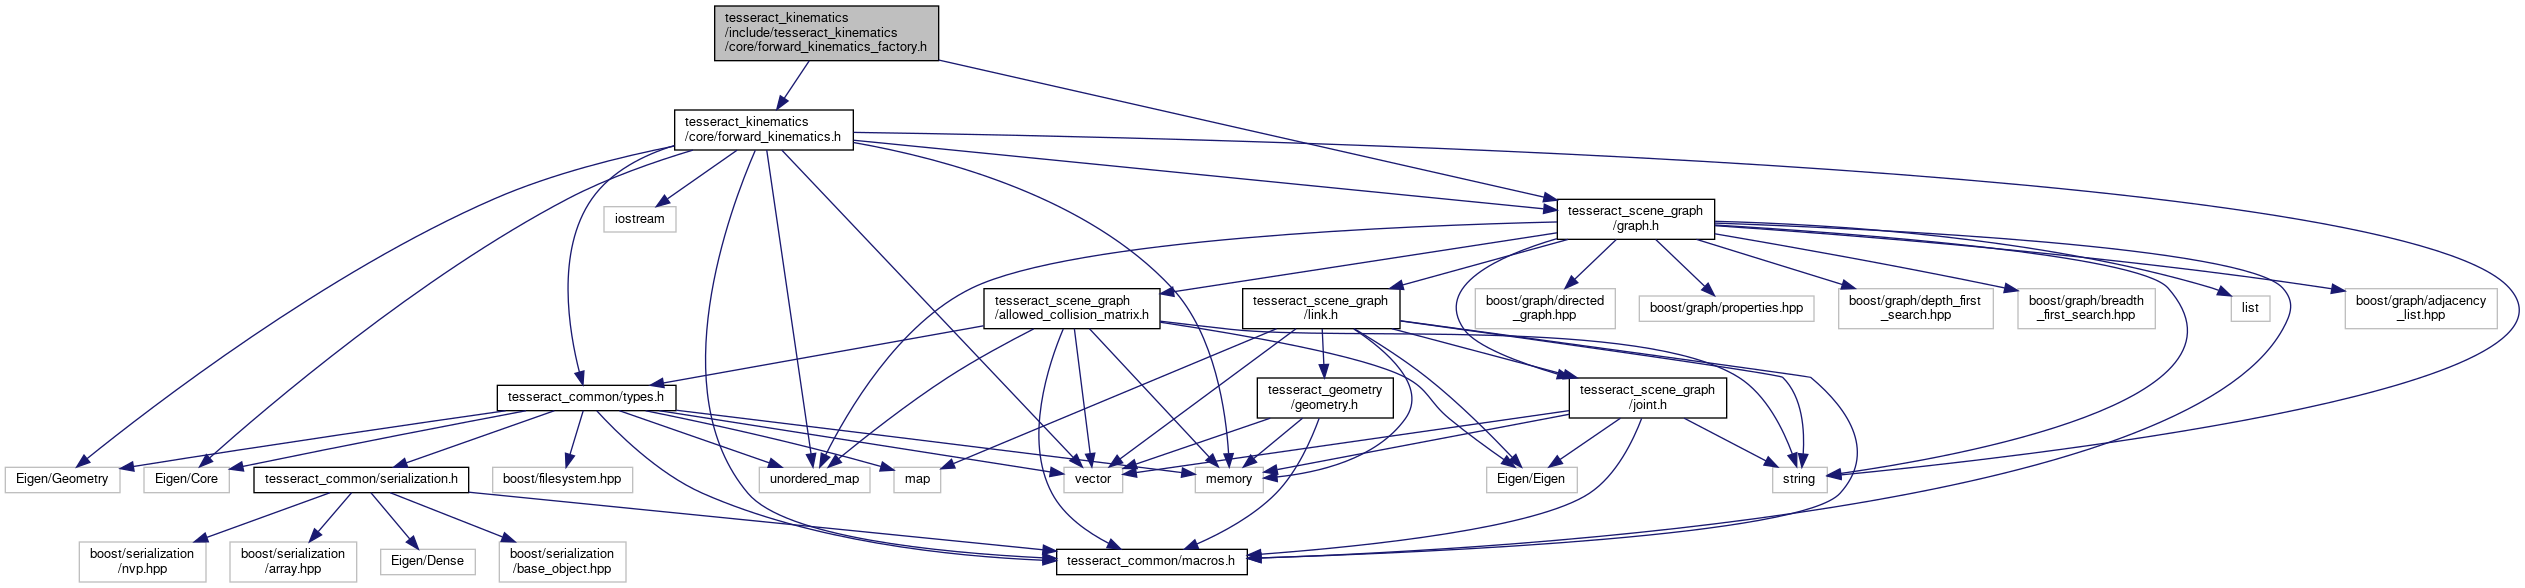 tesseract_kinematics
/include/tesseract_kinematics
/core/forward_kinematics_factory.h
tesseract_kinematics
/core/forward_kinematics.h
iostream
tesseract_scene_graph
/graph.h
tesseract_scene_graph
/allowed_collision_matrix.h
tesseract_scene_graph
/link.h
boost/graph/directed
_graph.hpp
boost/graph/properties.hpp
boost/graph/depth_first
_search.hpp
boost/graph/breadth
_first_search.hpp
list
boost/graph/adjacency
_list.hpp
tesseract_common/types.h
tesseract_geometry
/geometry.h
tesseract_scene_graph
/joint.h
Eigen/Geometry
Eigen/Core
tesseract_common/serialization.h
boost/filesystem.hpp
unordered_map
map
vector
memory
Eigen/Eigen
string
boost/serialization
/nvp.hpp
boost/serialization
/array.hpp
Eigen/Dense
boost/serialization
/base_object.hpp
tesseract_common/macros.h